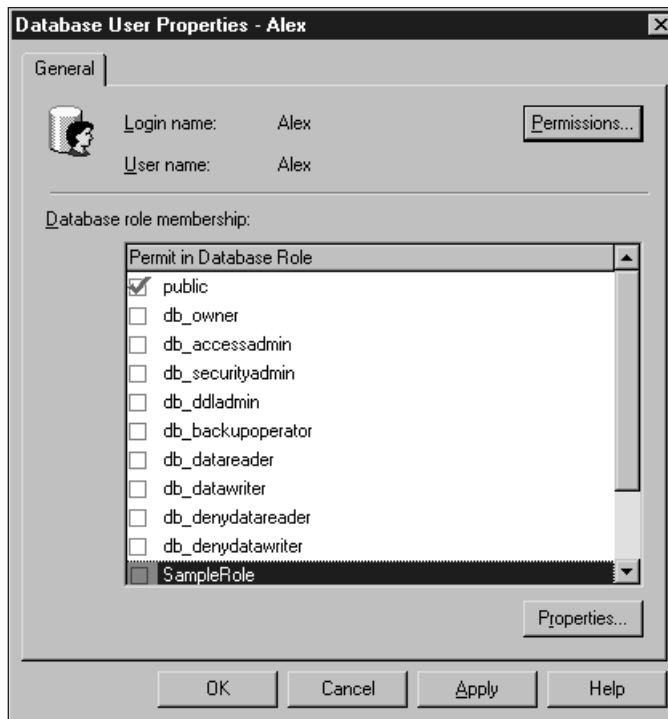 Database User Properties - Alex
General
Login name: Alex Permissions...
User name: Alex
Database role membership:
Permit in Database Role
public
db_owner
db_accessadmin
db_securityadmin
db_ddladmin
db_backupoperator
db_datareader
db_datawriter
db_denydatareader
db_denydatawriter
SampleRole
Properties...
OK Cancel Apply Help